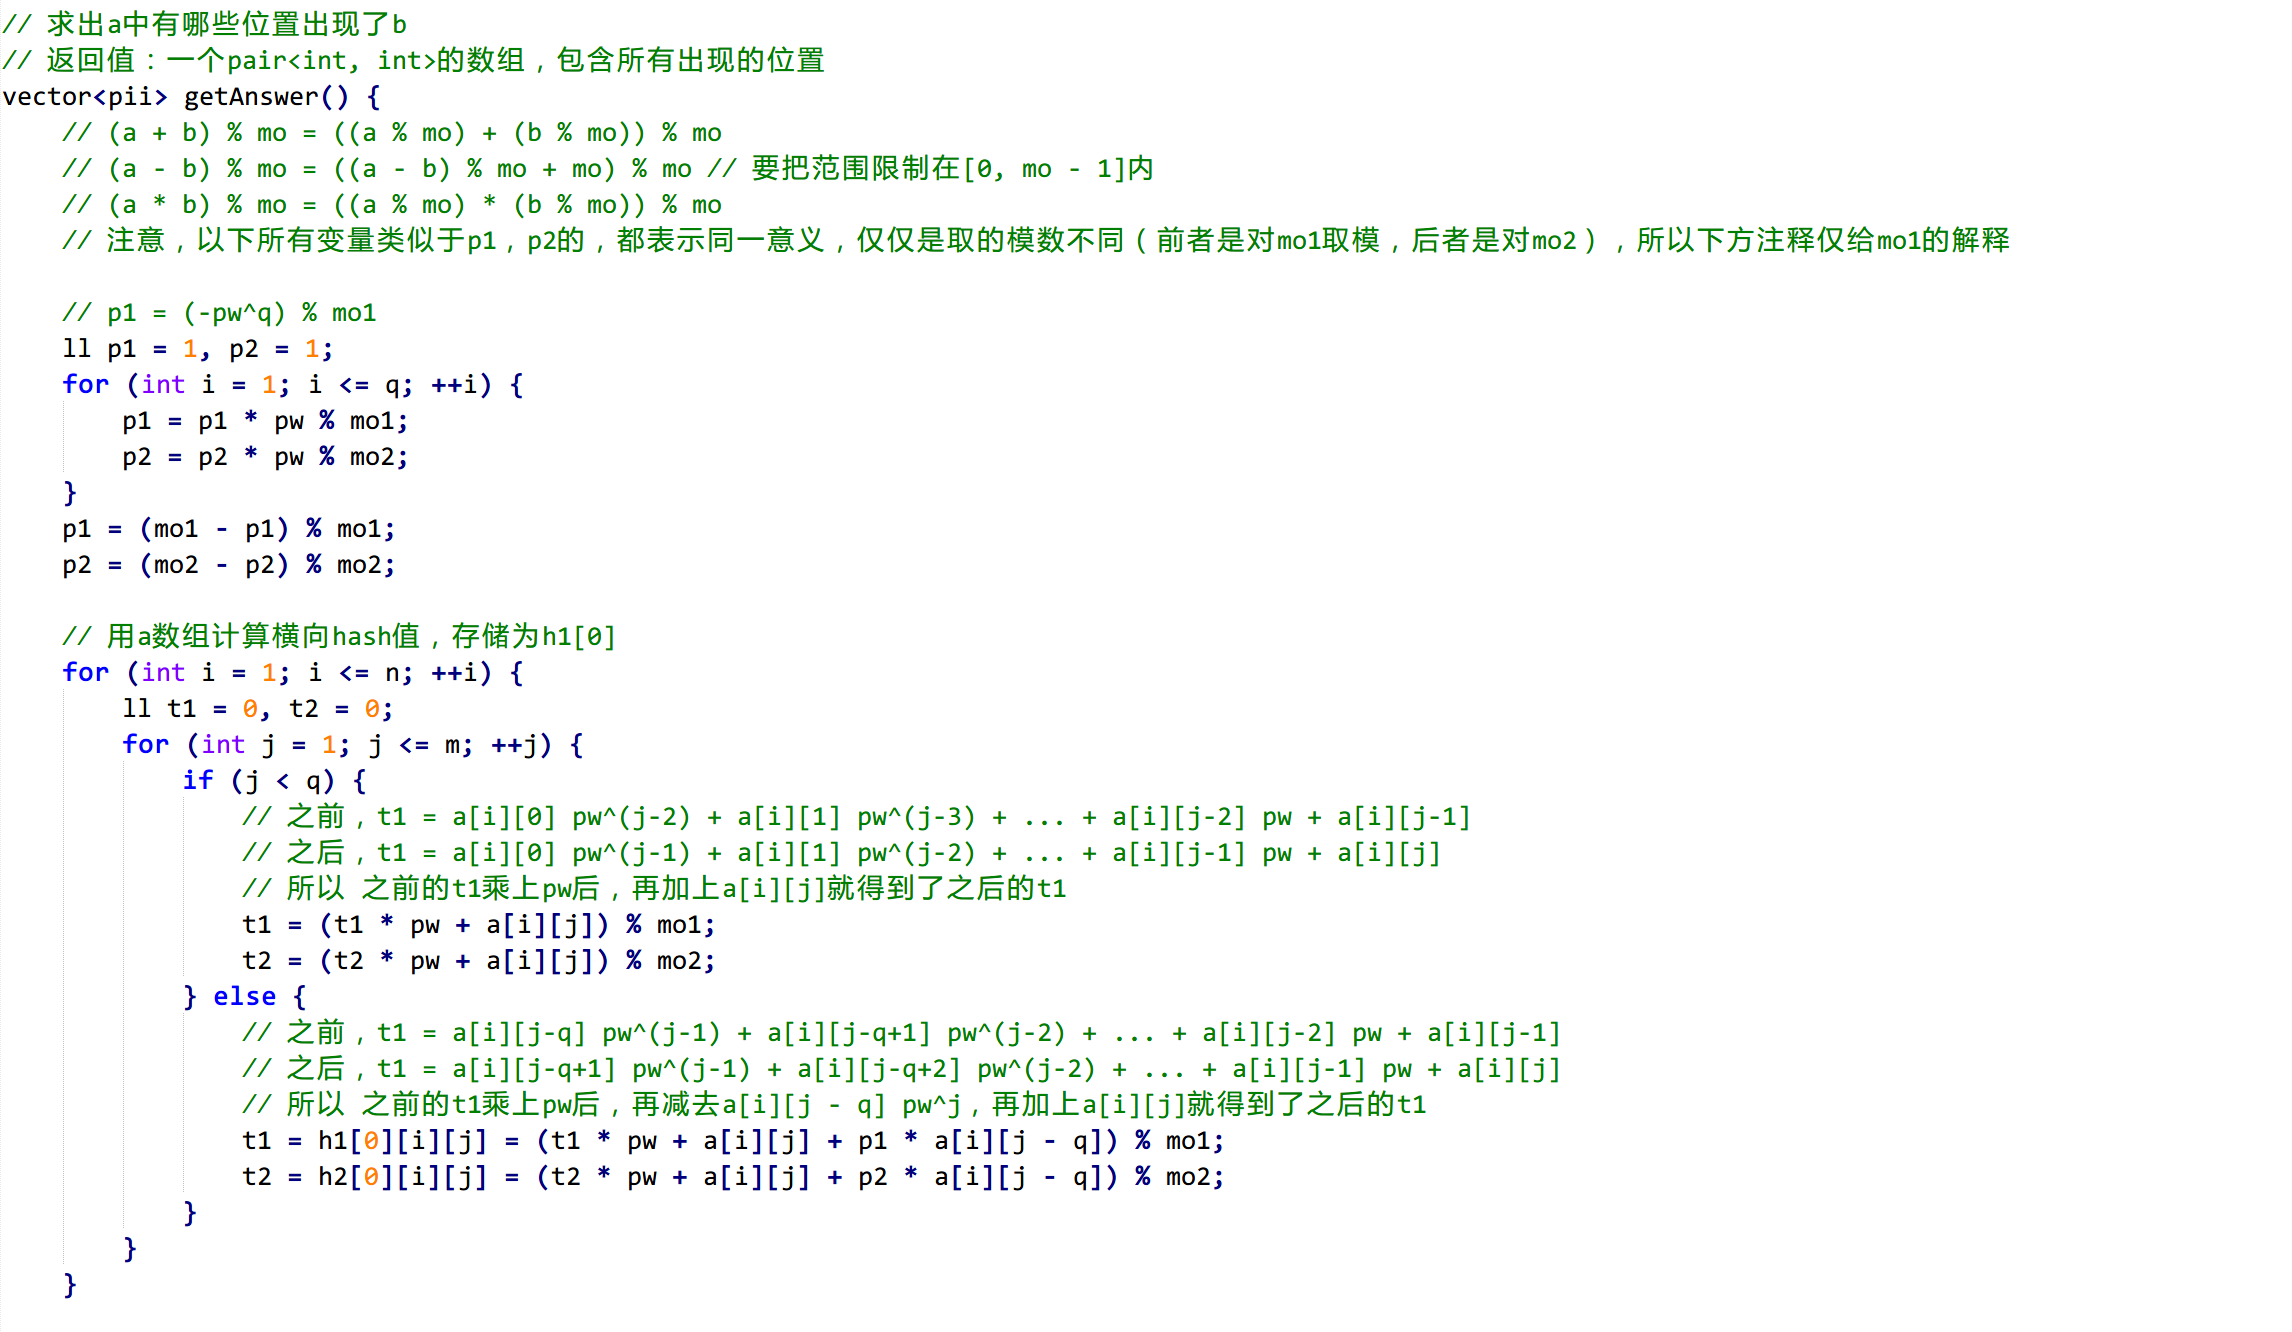 // 求出a中有哪些位置出现了b
// 返回值：一个pair<int, int>的数组，包含所有出现的位置
vector<pii> getAnswer() {
    // (a + b) % mo = ((a % mo) + (b % mo)) % mo
    // (a - b) % mo = ((a - b) % mo + mo) % mo // 要把范围限制在[0, mo - 1]内
    // (a * b) % mo = ((a % mo) * (b % mo)) % mo
    // 注意，以下所有变量类似于p1，p2的，都表示同一意义，仅仅是取的模数不同（前者是对mo1取模，后者是对mo2），所以下方注释仅给mo1的解释

    // p1 = (-pw^q) % mo1
    ll p1 = 1, p2 = 1;
    for (int i = 1; i <= q; ++i) {
        p1 = p1 * pw % mo1;
        p2 = p2 * pw % mo2;
    }
    p1 = (mo1 - p1) % mo1;
    p2 = (mo2 - p2) % mo2;

    // 用a数组计算横向hash值，存储为h1[0]
    for (int i = 1; i <= n; ++i) {
        ll t1 = 0, t2 = 0;
        for (int j = 1; j <= m; ++j) {
            if (j < q) {
                // 之前，t1 = a[i][0] pw^(j-2) + a[i][1] pw^(j-3) + ... + a[i][j-2] pw + a[i][j-1]
                // 之后，t1 = a[i][0] pw^(j-1) + a[i][1] pw^(j-2) + ... + a[i][j-1] pw + a[i][j]
                // 所以 之前的t1乘上pw后，再加上a[i][j]就得到了之后的t1
                t1 = (t1 * pw + a[i][j]) % mo1;
                t2 = (t2 * pw + a[i][j]) % mo2;
            } else {
                // 之前，t1 = a[i][j-q] pw^(j-1) + a[i][j-q+1] pw^(j-2) + ... + a[i][j-2] pw + a[i][j-1]
                // 之后，t1 = a[i][j-q+1] pw^(j-1) + a[i][j-q+2] pw^(j-2) + ... + a[i][j-1] pw + a[i][j]
                // 所以 之前的t1乘上pw后，再减去a[i][j - q] pw^j，再加上a[i][j]就得到了之后的t1
                t1 = h1[0][i][j] = (t1 * pw + a[i][j] + p1 * a[i][j - q]) % mo1;
                t2 = h2[0][i][j] = (t2 * pw + a[i][j] + p2 * a[i][j - q]) % mo2;
            }
        }
    }